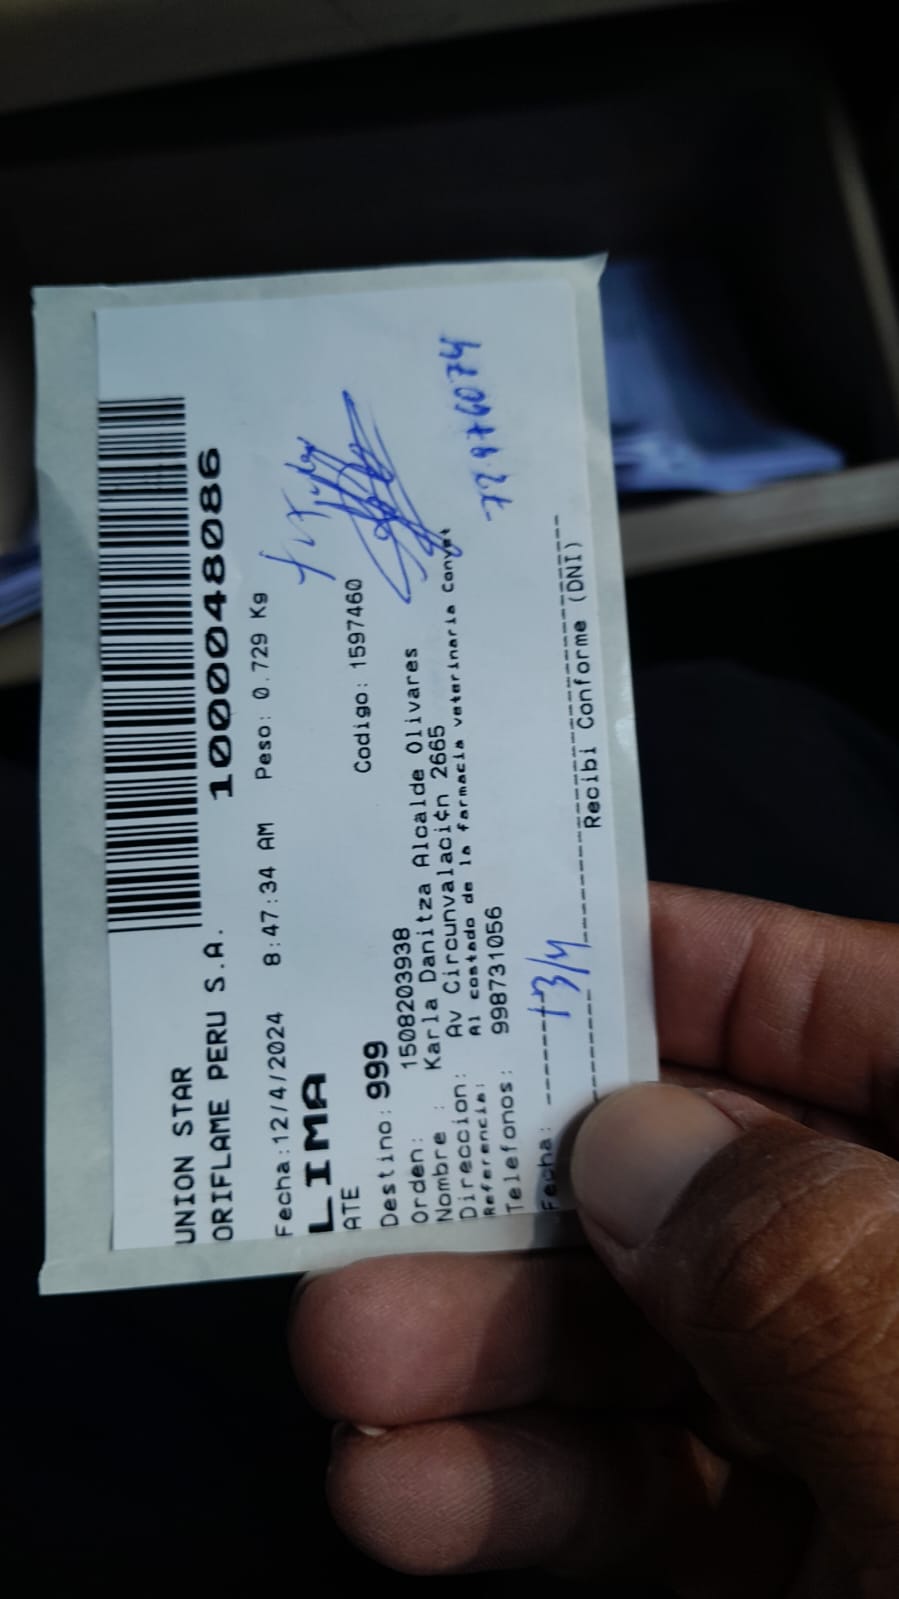 UNION STAR
ORIFLAME PERU S.A. 1000048086
Fecha:12/4/2024 8:47:34 AM Peso: 0.729 Kg
LIMA
ATE
Codigo: 1597460
Destino: 999
Orden: 1508203938
Nombre : Karla Danitza Alcalde Olivares
Direccion: Av Circunvalaci¢n 2665
Referencia: Al costado de la farmacia veterinaria Conyet
Telefonos: 998731056
Fecha: 13/4
Recibi Conforme (DNI)